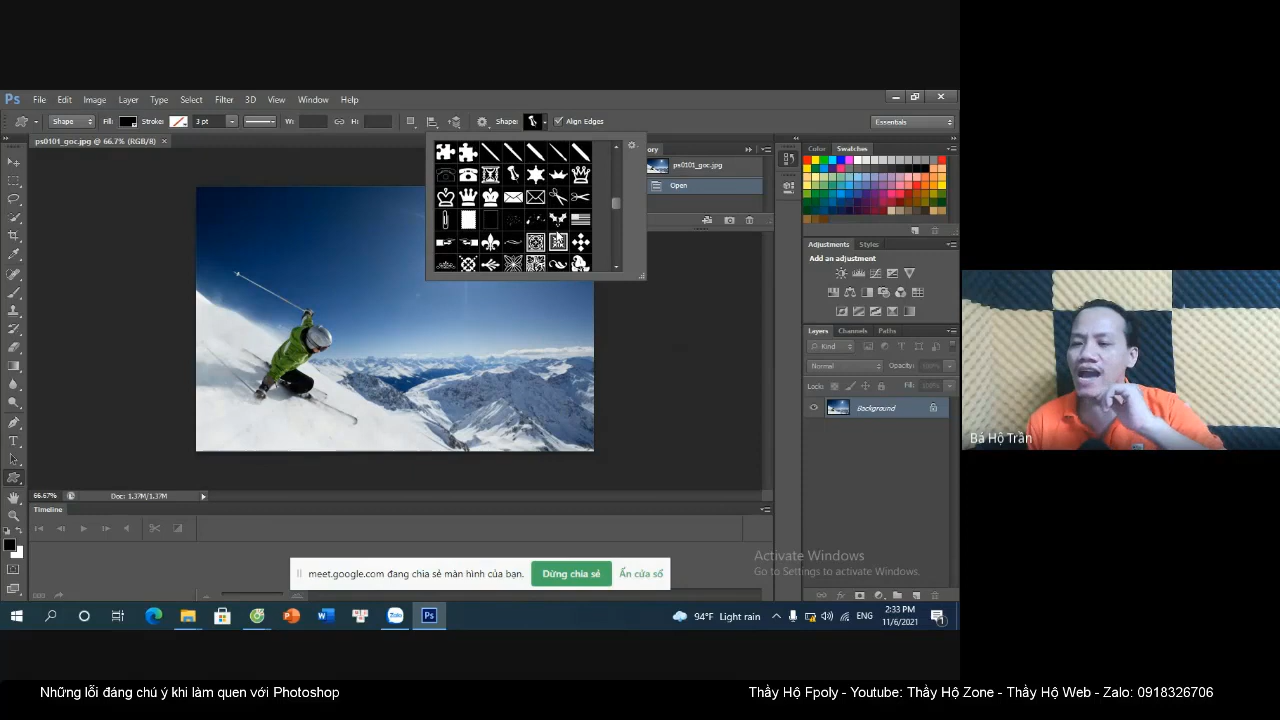 Ps File Edit Image Layer Type Select Filter 3D View Window Help
Shape Fill: Stroke: 3 pt W: H: Shape: Align Edges Essentials
ps0101_goc.jpg @ 66.7% (RGB/8)
ory
ps0101_goc.jpg
Open
Color Swatches
Adjustments Styles
Add an adjustment
Layers Channels Paths
Kind
Normal Opacity: 100%
Lock: Fill: 100%
Background
66.67% Doc: 1.37M/1.37M
Timeline
meet.google.com đang chia sẻ màn hình của bạn. Dừng chia sẻ Ẩn cửa sổ
Activate Windows
Go to Settings to activate Windows.
Zalo Ps 94°F Light rain ENG 2:33 PM
11/6/2021
Bá Hộ Trần
Những lỗi đáng chú ý khi làm quen với Photoshop
Thầy Hộ Fpoly - Youtube: Thầy Hộ Zone - Thầy Hộ Web - Zalo: 0918326706